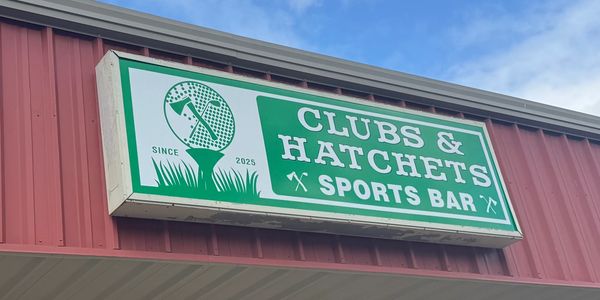 SINCE 2025
CLUBS &
HATCHETS
SPORTS BAR